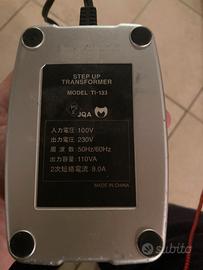 STEP UP
TRANSFORMER
MODEL TI-133
JQA
入力電圧 100V
出力電圧 230V
周波数 50Hz/60Hz
出力容量 110VA
2次短絡電流 8.0A
MADE IN CHINA
subito